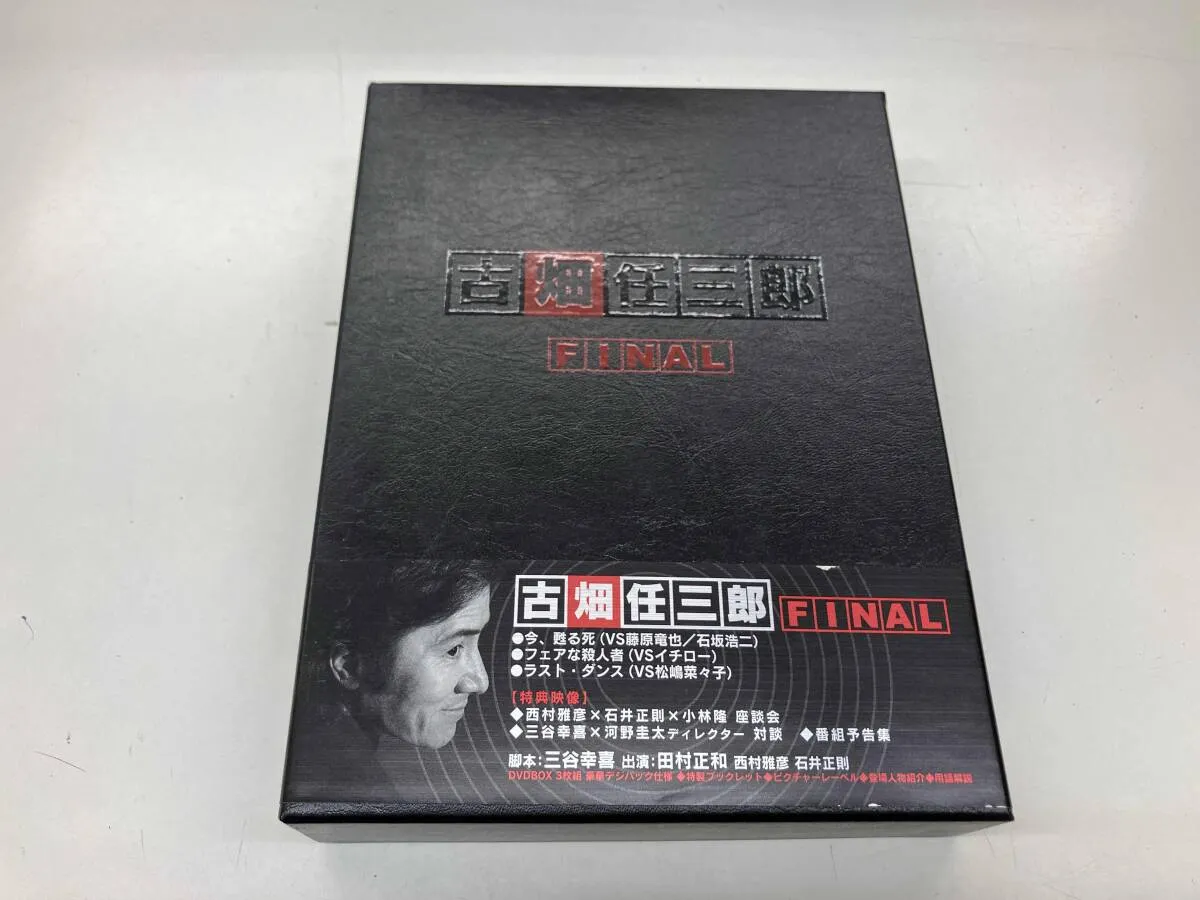 古畑任三郎
FINAL
古畑任三郎 FINAL
●今、甦る死(VS藤原竜也/石坂浩二)
●フェアな殺人者(VSイチロー)
●ラスト・ダンス(VS松嶋菜々子)
【特典映像】
◆西村雅彦×石井正則×小林隆 座談会
◆三谷幸喜×河野圭太ディレクター 対談 ◆番組予告集
脚本:三谷幸喜 出演:田村正和 西村雅彦 石井正則
DVDBOX 3枚組 豪華デジパック仕様 ◆特製ブックレット◆ピクチャーレーベル◆登場人物紹介◆用語解説